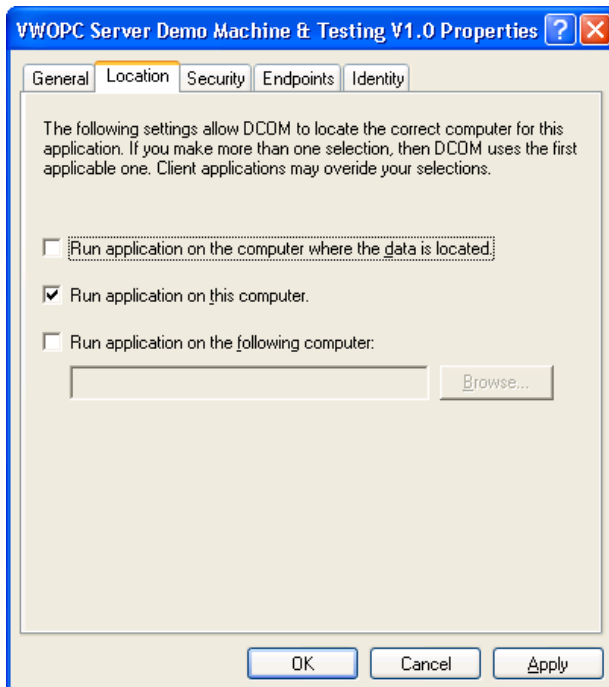 VWOPC Server Demo Machine & Testing V1.0 Properties
General Location Security Endpoints Identity
The following settings allow DCOM to locate the correct computer for this
application. If you make more than one selection, then DCOM uses the first
applicable one. Client applications may overide your selections.
Run application on the computer where the data is located.
Run application on this computer.
Run application on the following computer:
Browse...
OK Cancel Apply